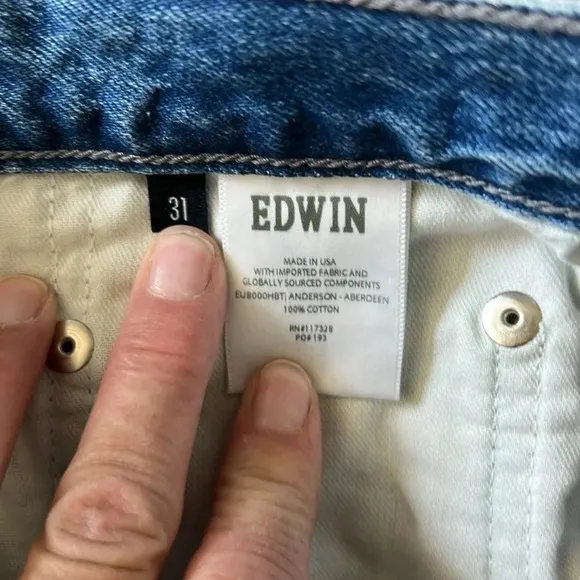 31
EDWIN
MADE IN USA
WITH IMPORTED FABRIC AND
GLOBALLY SOURCED COMPONENTS
EU8000HBT| ANDERSON - ABERDEEN
100% COTTON
RN#117328
PO#193